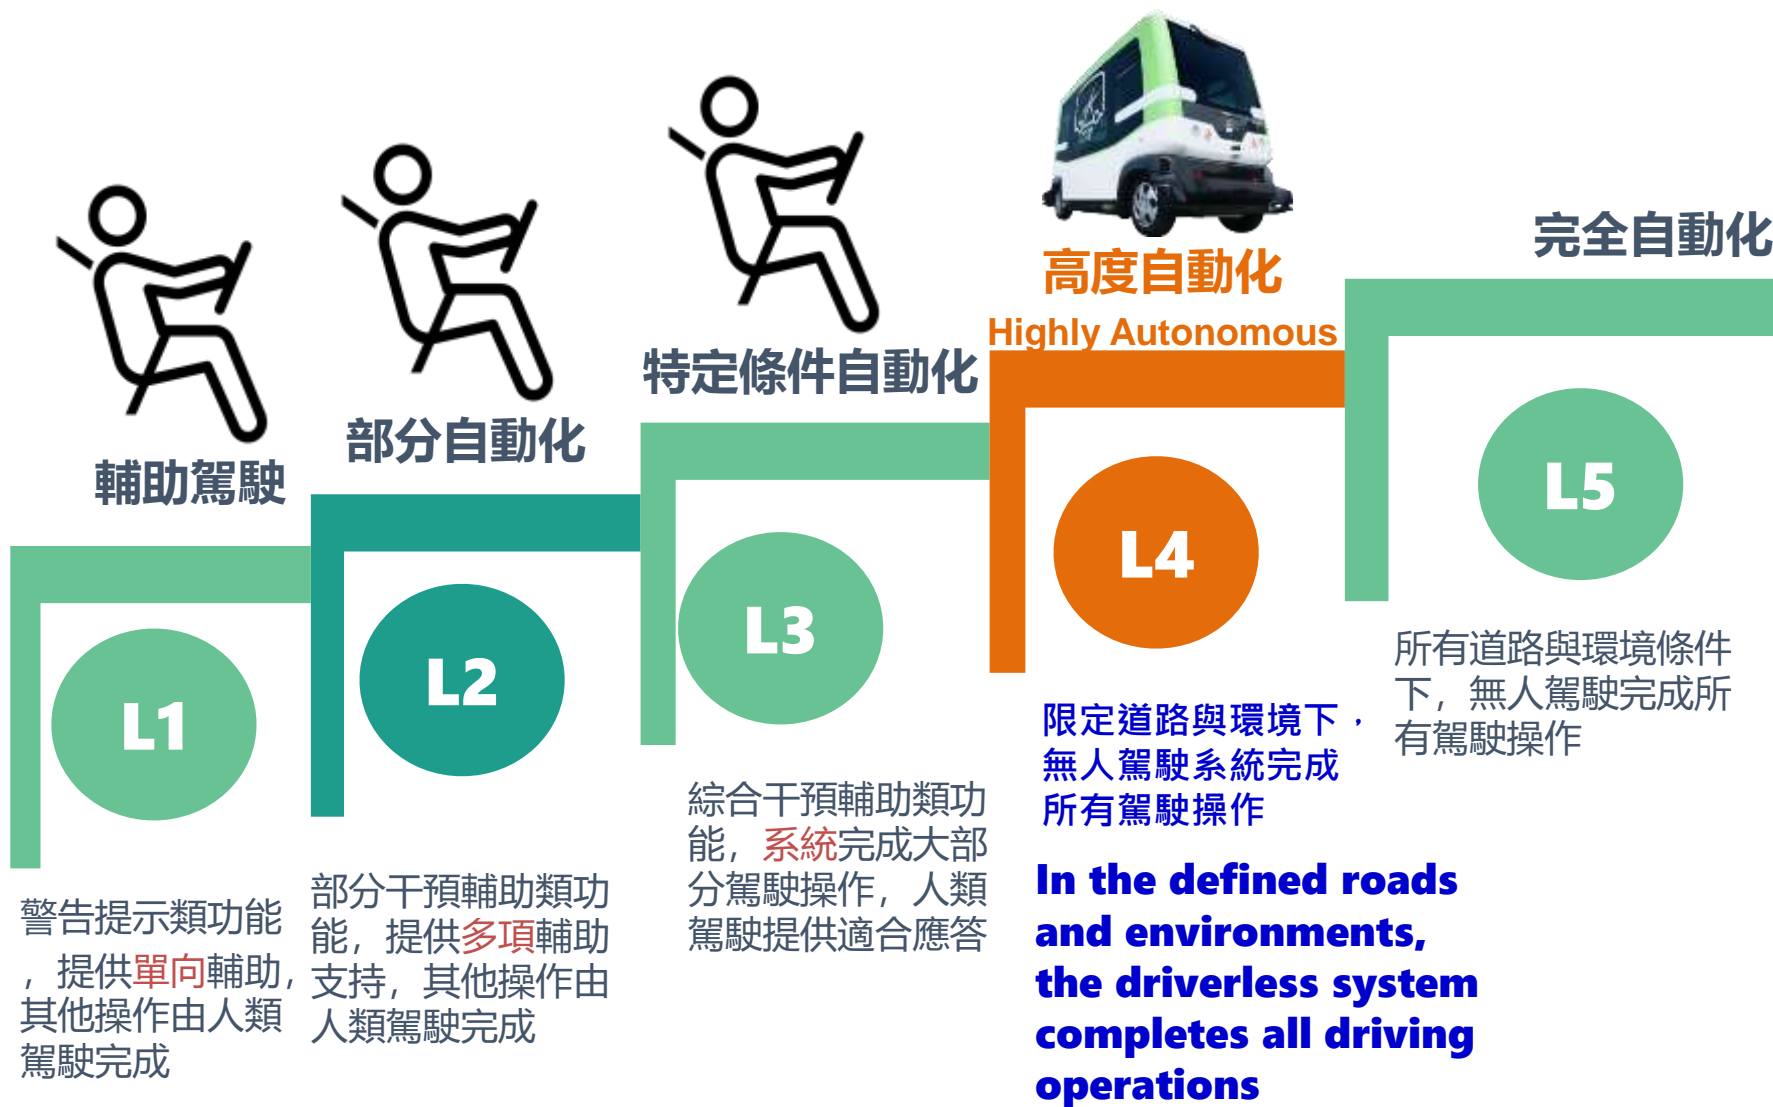 輔助駕駛
L1
警告提示類功能
，提供單向輔助，
其他操作由人類
駕駛完成
部分自動化
L2
部分干預輔助類功
能，提供多項輔助
支持，其他操作由
人類駕駛完成
特定條件自動化
L3
綜合干預輔助類功
能，系統完成大部
分駕駛操作，人類
駕駛提供適合應答
高度自動化
Highly Autonomous
L4
限定道路與環境下，
無人駕駛系統完成
所有駕駛操作
In the defined roads
and environments,
the driverless system
completes all driving
operations
完全自動化
L5
所有道路與環境條件
下，無人駕駛完成所
有駕駛操作